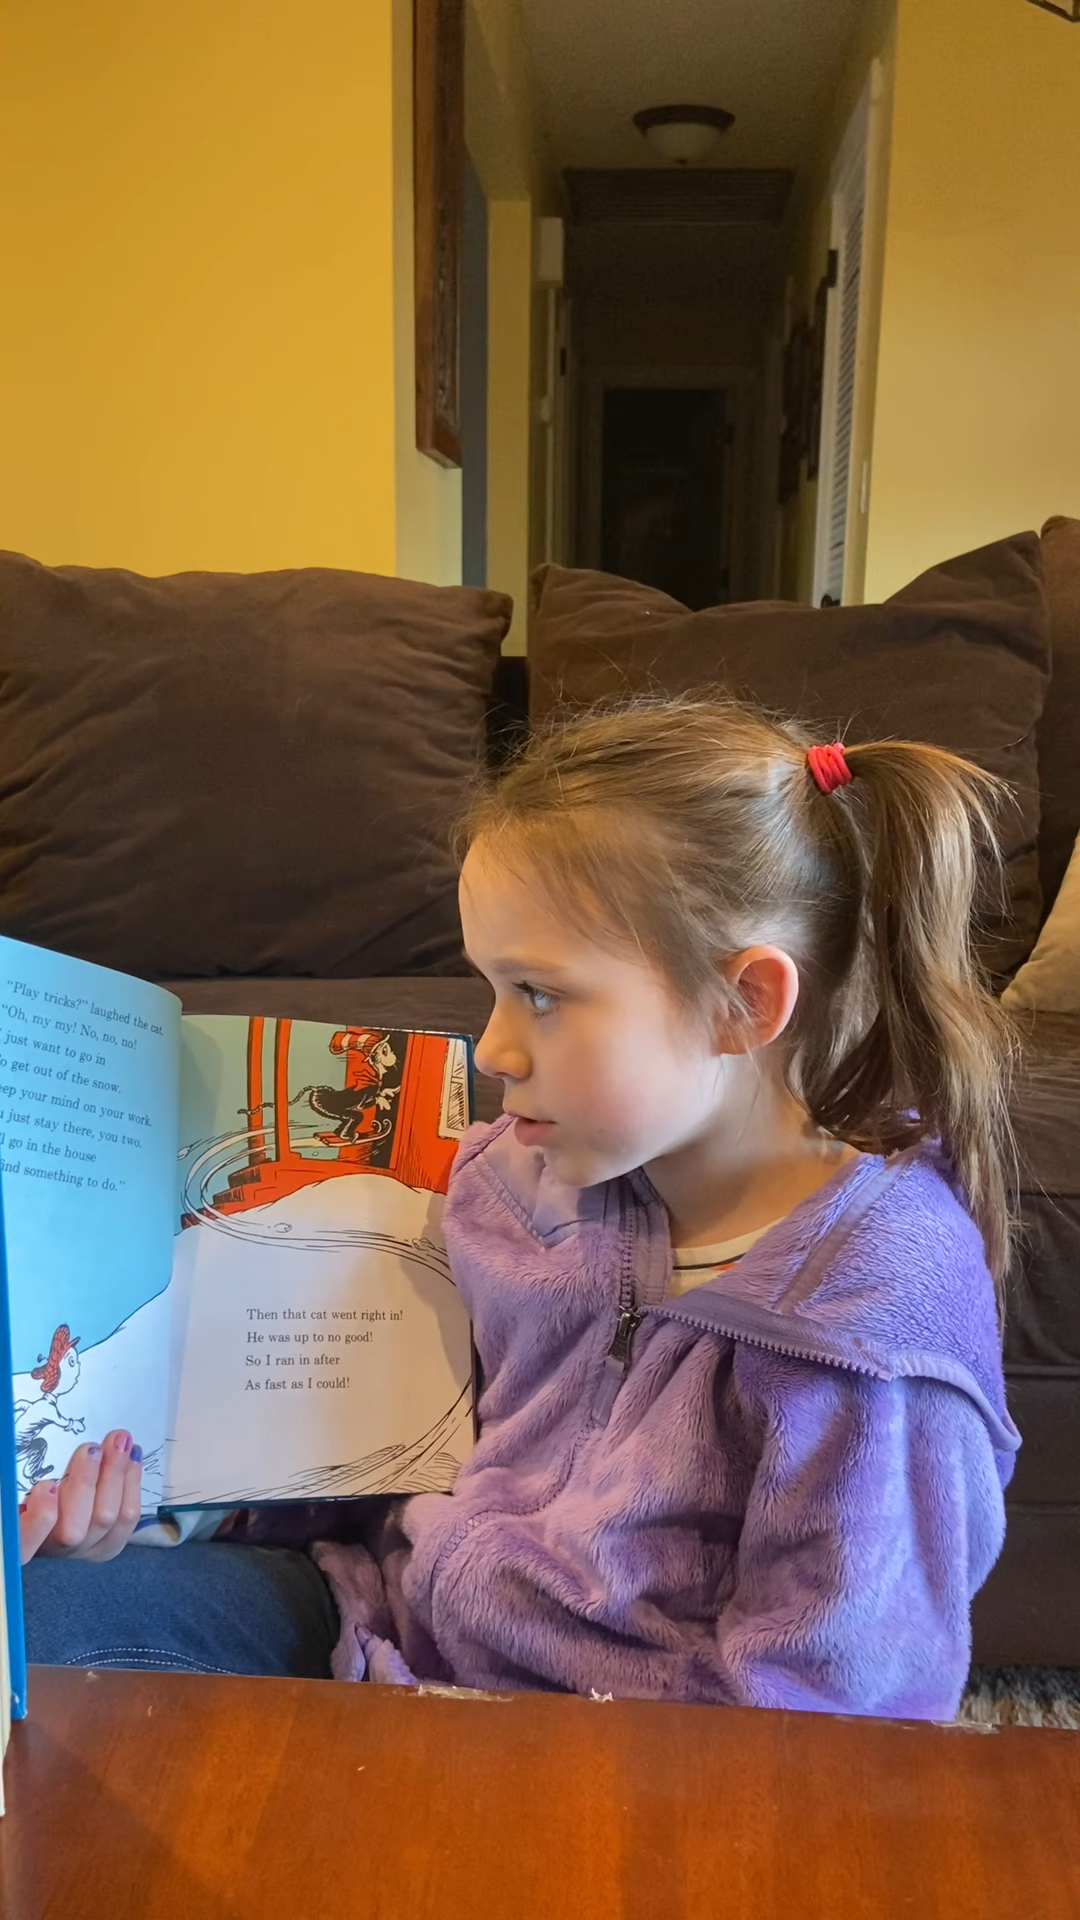 "Play tricks?" laughed the cat.
"Oh, my my! No, no, no!
just want to go in
get out of the snow.
your mind on your work.
just stay there, you two.
go in the house
something to do."
Then that cat went right in!
He was up to no good!
So I ran in after
As fast as I could!